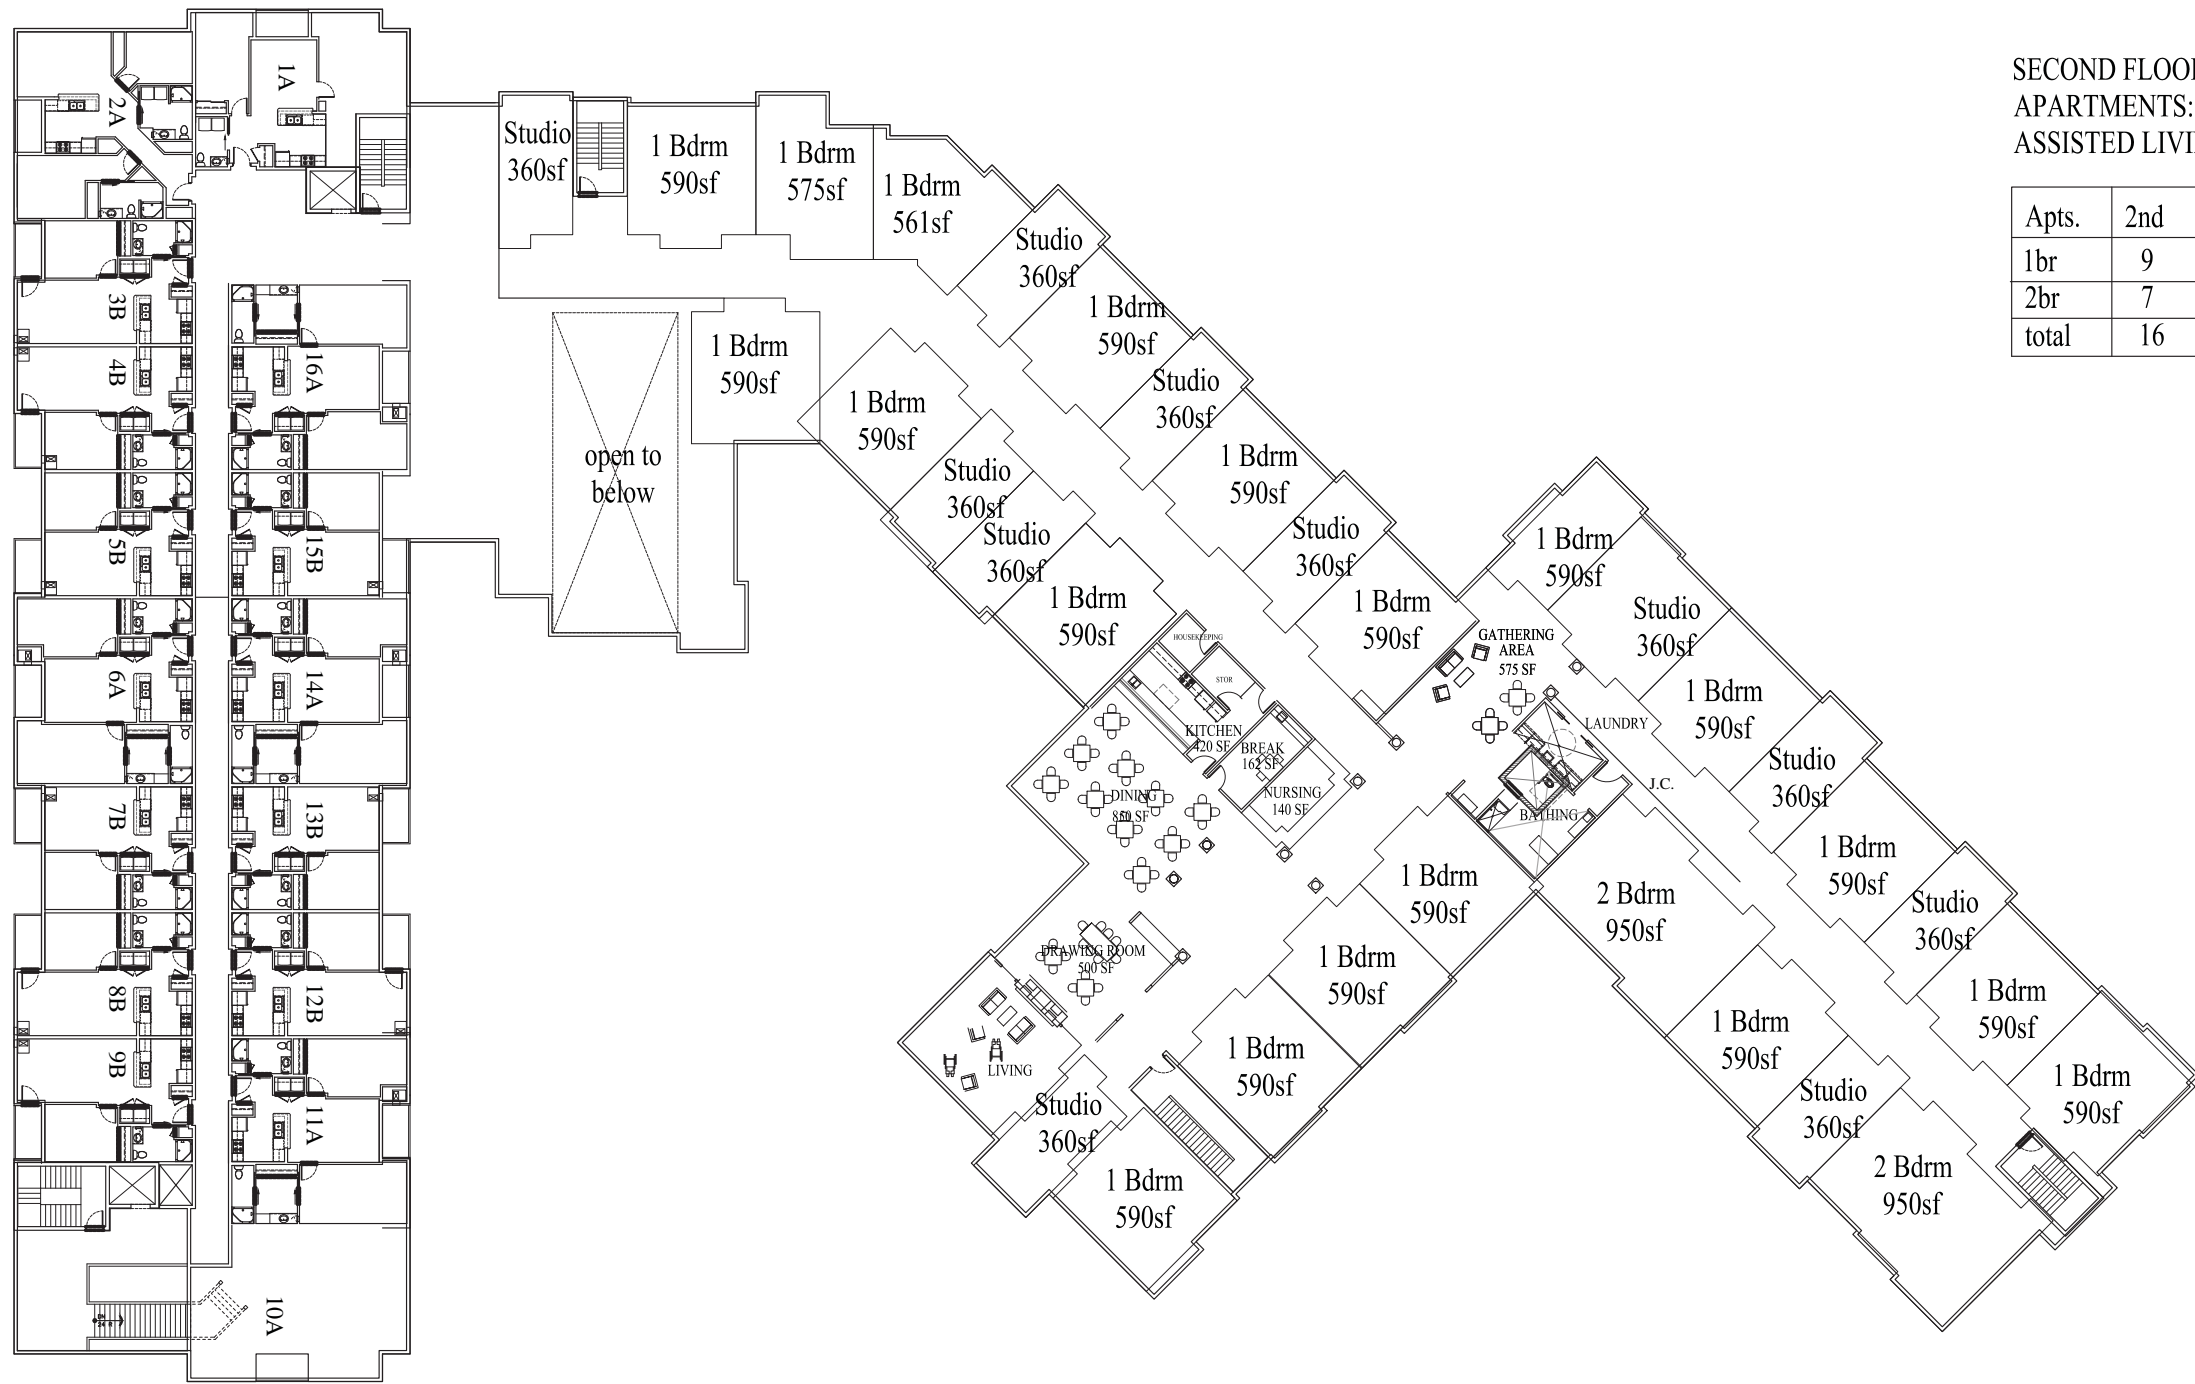 SECOND FLOO
APARTMENTS:
ASSISTED LIVI
Apts. 2nd
1br 9
2br 7
total 16
1A
2A
3B
4B
5B
6A
7B
8B
9B
10A
11A
12B
13B
14A
15B
16A
Studio
360sf
1 Bdrm
590sf
1 Bdrm
575sf
1 Bdrm
561sf
Studio
360sf
1 Bdrm
590sf
Studio
360sf
1 Bdrm
590sf
Studio
360sf
1 Bdrm
590sf
1 Bdrm
590sf
1 Bdrm
590sf
Studio
360sf
Studio
360sf
1 Bdrm
590sf
open to
below
HOUSEKEEPING
STOR
KITCHEN
420 SF
BREAK
162 SF
NURSING
140 SF
DINING
850 SF
DRAWING ROOM
500 SF
LIVING
GATHERING
AREA
575 SF
LAUNDRY
J.C.
BATHING
1 Bdrm
590sf
Studio
360sf
1 Bdrm
590sf
Studio
360sf
1 Bdrm
590sf
Studio
360sf
1 Bdrm
590sf
1 Bdrm
590sf
2 Bdrm
950sf
1 Bdrm
590sf
Studio
360sf
2 Bdrm
950sf
1 Bdrm
590sf
1 Bdrm
590sf
1 Bdrm
590sf
Studio
360sf
1 Bdrm
590sf